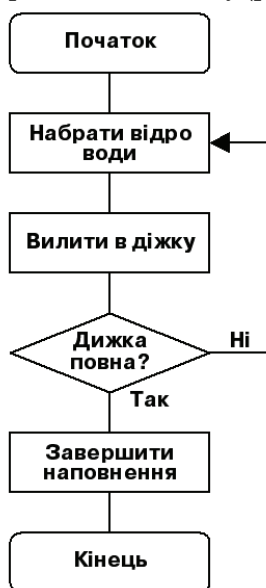 Початок
Набрати відро
води
Вилити в діжку
Дижка
повна?
Ні
Так
Завершити
наповнення
Кінець